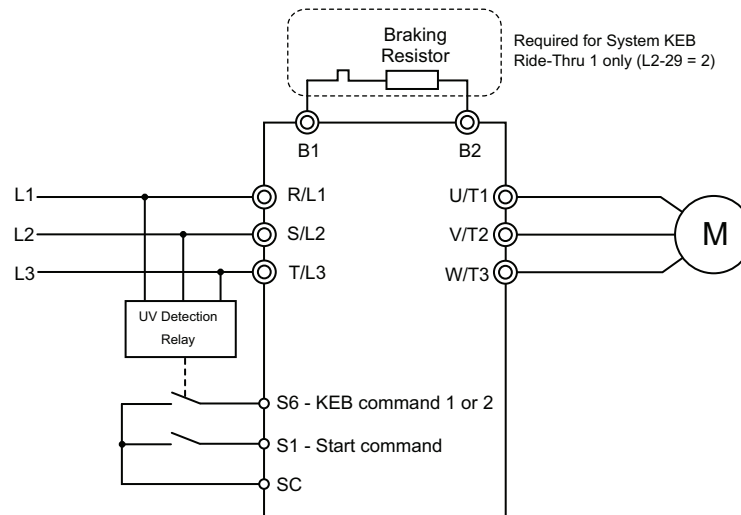 Braking
Resistor
Required for System KEB
Ride-Thru 1 only (L2-29 = 2)
B1
B2
L1
R/L1
U/T1
L2
S/L2
V/T2
M
L3
T/L3
W/T3
UV Detection
Relay
S6 - KEB command 1 or 2
S1 - Start command
SC